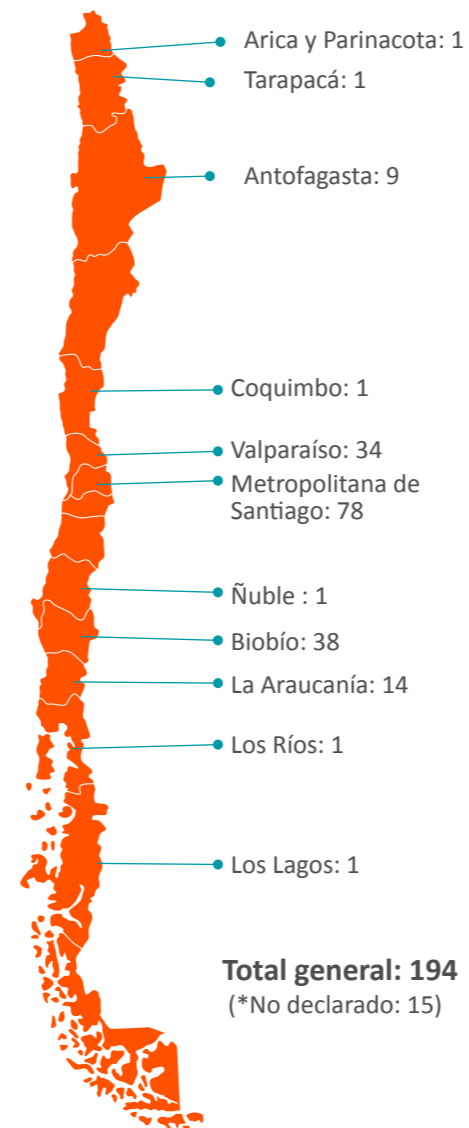 Arica y Parinacota: 1
Tarapacá: 1
Antofagasta: 9
Coquimbo: 1
Valparaíso: 34
Metropolitana de
Santiago: 78
Ñuble : 1
Biobío: 38
La Araucanía: 14
Los Ríos: 1
Los Lagos: 1
Total general: 194
(*No declarado: 15)